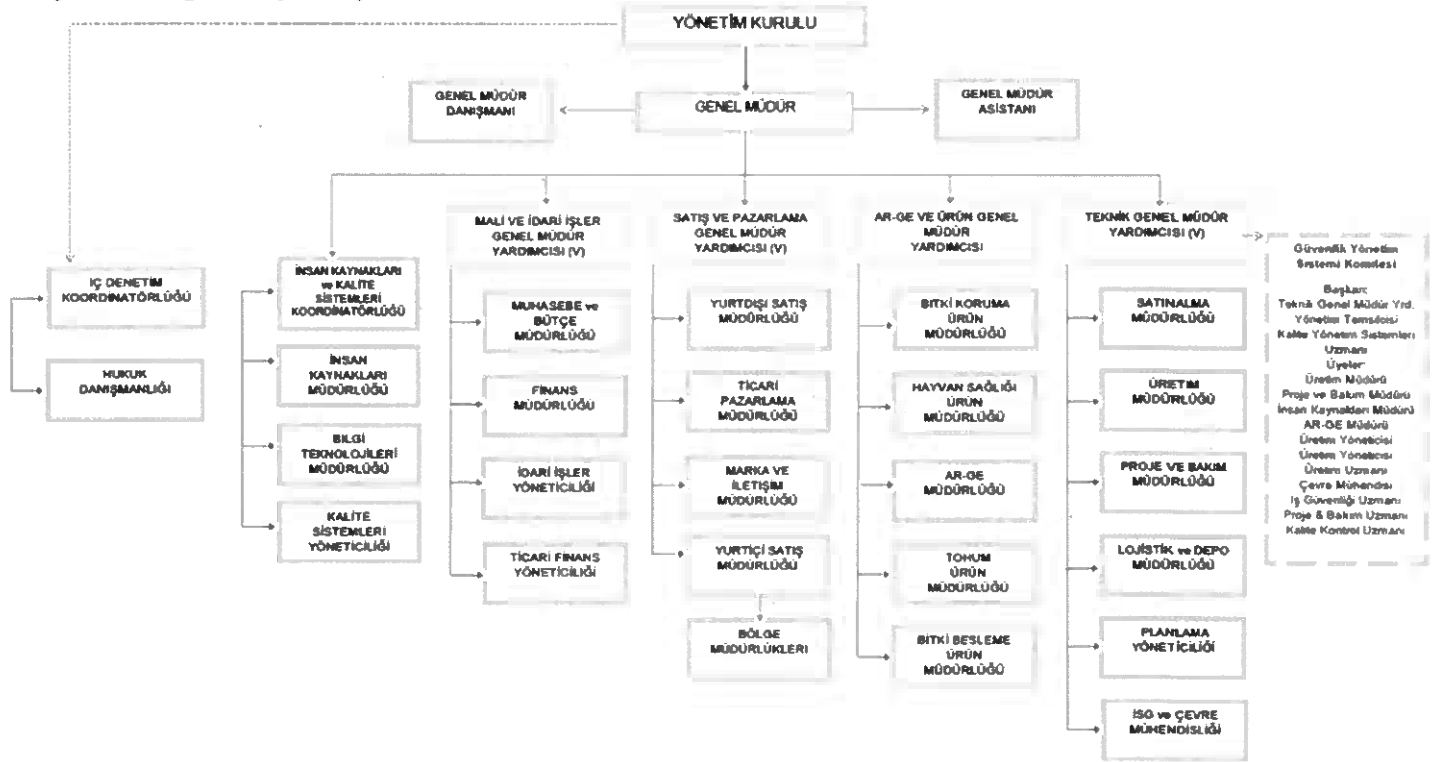 YÖNETİM KURULU
GENEL MÜDÜR
DANIŞMANI
GENEL MÜDÜR
GENEL MÜDÜR
ASİSTANI
İÇ DENETİM
KOORDİNATÖRLÜĞÜ
HUKUK
DANIŞMANLIĞI
İNSAN KAYNAKLARI
ve KALİTE
SİSTEMLERİ
KOORDİNATÖRLÜĞÜ
İNSAN
KAYNAKLARI
MÜDÜRLÜĞÜ
BİLGİ
TEKNOLOJİLERİ
MÜDÜRLÜĞÜ
KALİTE
SİSTEMLERİ
YÖNETİCİLİĞİ
MALİ VE İDARİ İŞLER
GENEL MÜDÜR
YARDIMCISI (V)
MUHASEBE ve
BÜTÇE
MÜDÜRLÜĞÜ
FİNANS
MÜDÜRLÜĞÜ
İDARİ İŞLER
YÖNETİCİLİĞİ
TİCARİ FİNANS
YÖNETİCİLİĞİ
SATIŞ VE PAZARLAMA
GENEL MÜDÜR
YARDIMCISI (V)
YURTDIŞI SATIŞ
MÜDÜRLÜĞÜ
TİCARİ
PAZARLAMA
MÜDÜRLÜĞÜ
MARKA VE
İLETİŞİM
MÜDÜRLÜĞÜ
YURTİÇİ SATIŞ
MÜDÜRLÜĞÜ
BÖLGE
MÜDÜRLÜKLERİ
AR-GE VE ÜRÜN GENEL
MÜDÜR
YARDIMCISI
BİTKİ KORUMA
ÜRÜN
MÜDÜRLÜĞÜ
HAYVAN SAĞLIĞI
ÜRÜN
MÜDÜRLÜĞÜ
AR-GE
MÜDÜRLÜĞÜ
TOHUM
ÜRÜN
MÜDÜRLÜĞÜ
BİTKİ BESLEME
ÜRÜN
MÜDÜRLÜĞÜ
TEKNİK GENEL MÜDÜR
YARDIMCISI (V)
SATINALMA
MÜDÜRLÜĞÜ
ÜRETİM
MÜDÜRLÜĞÜ
PROJE VE BAKIM
MÜDÜRLÜĞÜ
LOJİSTİK ve DEPO
MÜDÜRLÜĞÜ
PLANLAMA
YÖNETİCİLİĞİ
İSG ve ÇEVRE
MÜHENDİSLİĞİ
Güvenlik Yönetim
Sistemi Komitesi
Başkan:
Teknik Genel Müdür Yrd.
Yönetim Temsilcisi
Kalite Yönetim Sistemleri
Uzmanı
Üyeler:
Üretim Müdürü
Proje ve Bakım Müdürü
İnsan Kaynakları Müdürü
AR-GE Müdürü
Üretim Yöneticisi
Üretim Yöneticisi
Üretim Uzmanı
Çevre Mühendisi
İş Güvenliği Uzmanı
Proje & Bakım Uzmanı
Kalite Kontrol Uzmanı